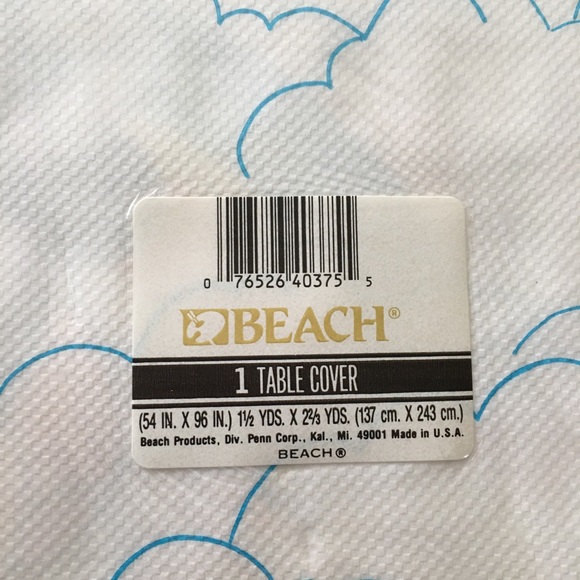 0 76526 40375 5
BEACH®
1 TABLE COVER
(54 IN. X 96 IN.) 1½ YDS. X 2⅔ YDS. (137 cm. X 243 cm.)
Beach Products, Div. Penn Corp., Kal., Mi. 49001 Made in U.S.A.
BEACH®